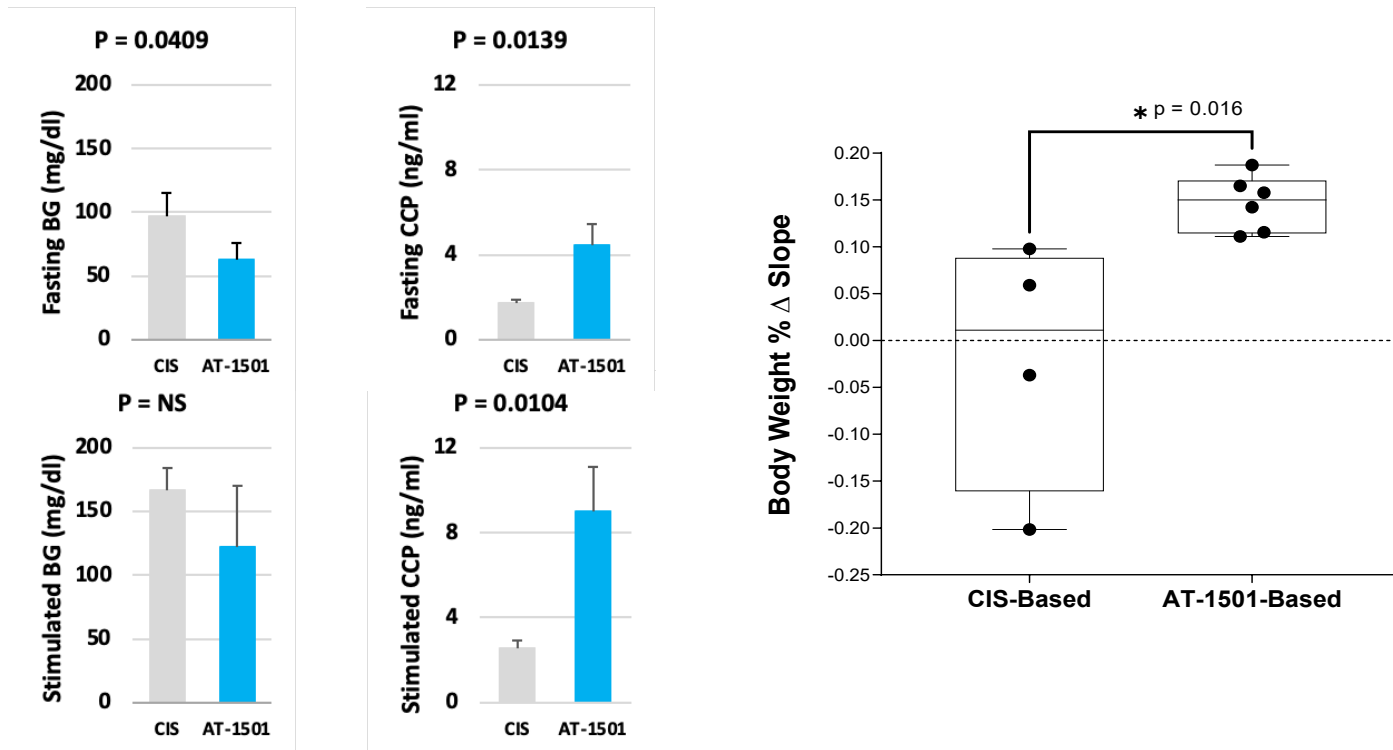 P = 0.0409
Fasting BG (mg/dl)
200
150
100
50
0
CIS AT-1501
P = 0.0139
Fasting CCP (ng/ml)
12
8
4
0
CIS AT-1501
P = NS
Stimulated BG (mg/dl)
200
150
100
50
0
CIS AT-1501
P = 0.0104
Stimulated CCP (ng/ml)
12
8
4
0
CIS AT-1501
* p = 0.016
Body Weight % Δ Slope
0.20
0.15
0.10
0.05
0.00
-0.05
-0.10
-0.15
-0.20
-0.25
CIS-Based AT-1501-Based